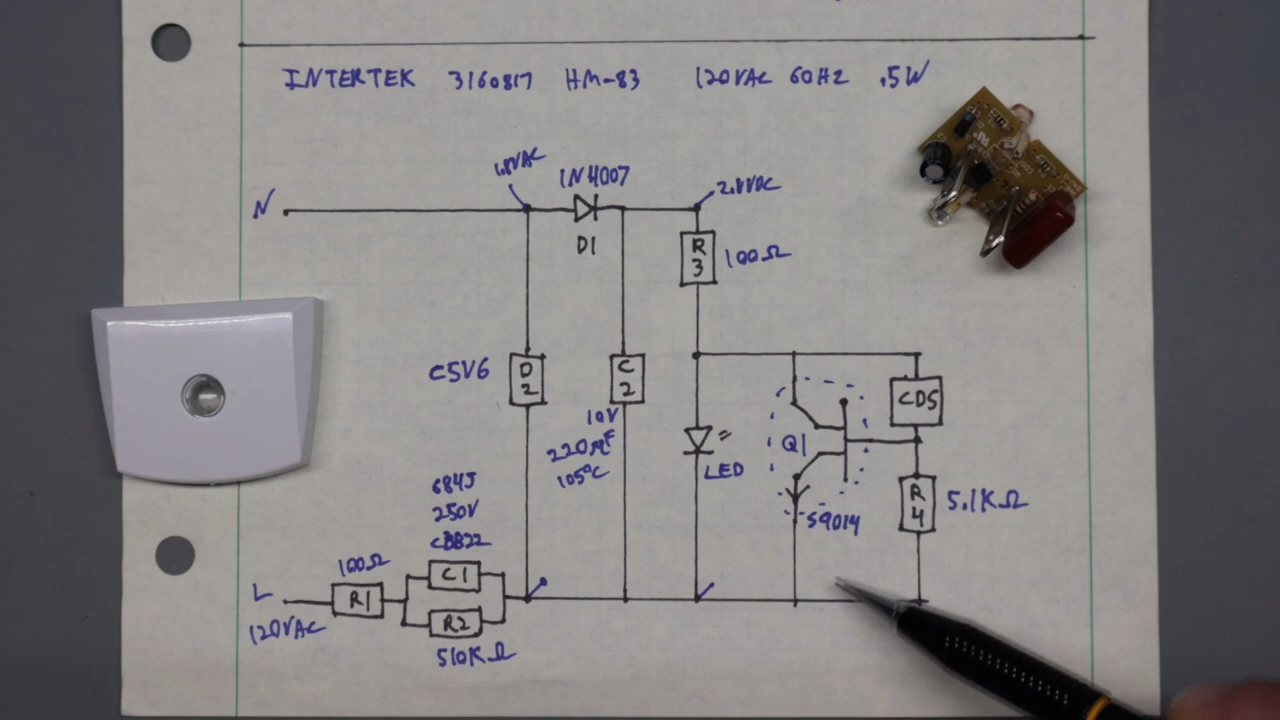 INTERTEK 3160817 HM-83 120VAC 60HZ .5W
1N4007
2.8VDC
N
D1
R3 100Ω
C5V6 D2
C2
10V
220µF
105°C
CDS
Q1
LED
S9014
R4 5.1KΩ
684J
250V
CBB22
100Ω
C1
L
R1
120VAC
R2
510KΩ